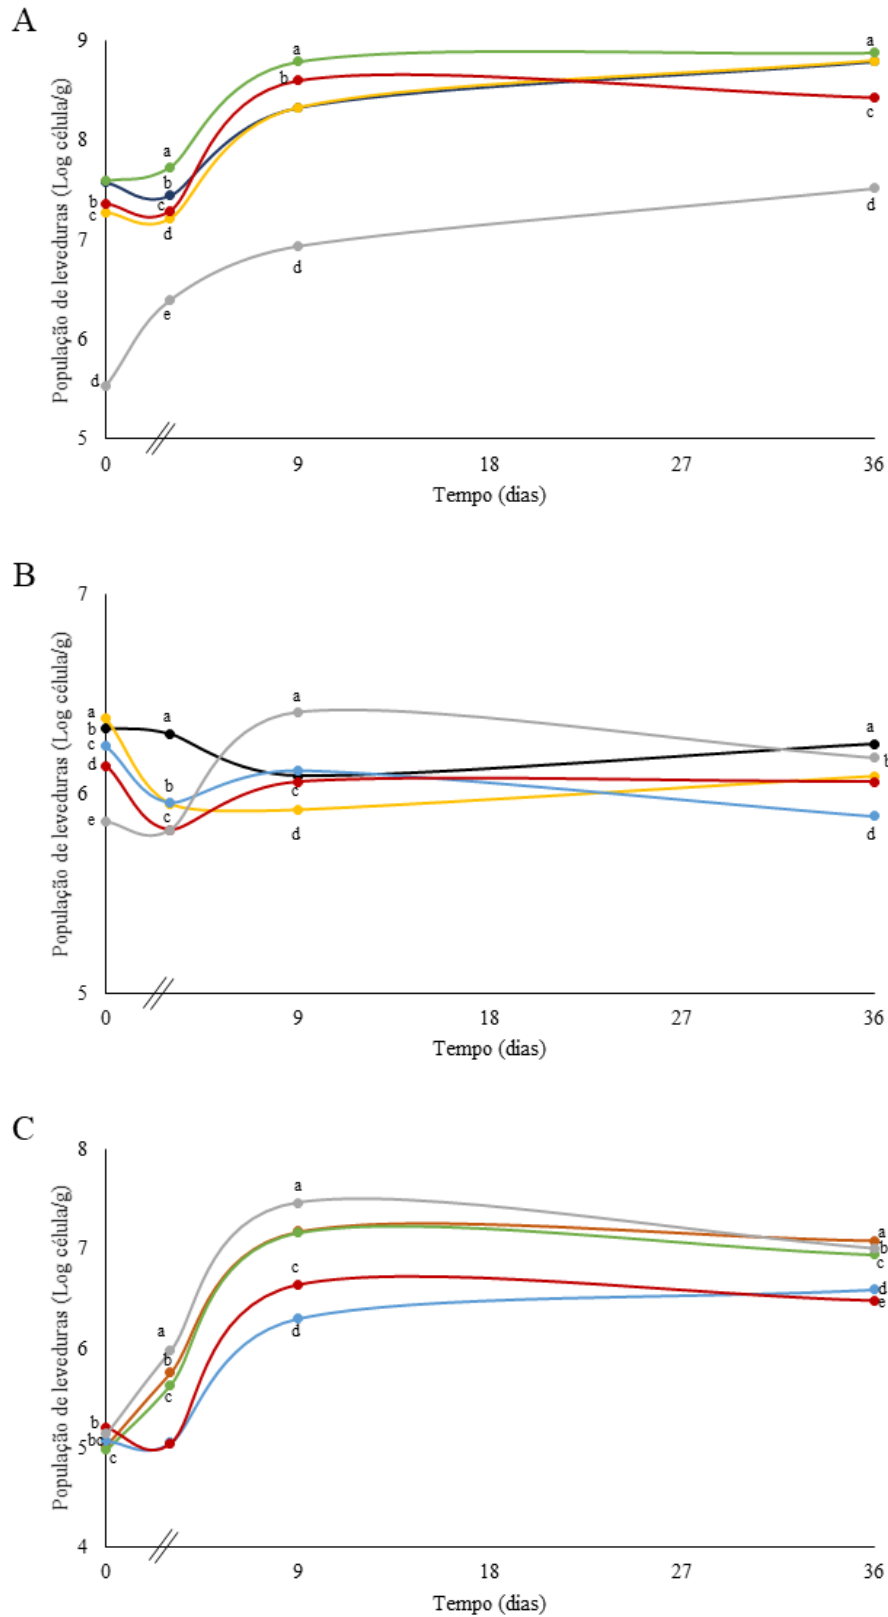 A
9
a
a
b
8
c
a
b
b
c
c
7
d
d
d
6
e
d
5
0
9
18
27
36
População de leveduras (Log célula/g)
Tempo (dias)
B
7
a
a
a
b
a
c
b
d
b
6
c
c
e
d
d
5
0
9
18
27
36
População de leveduras (Log célula/g)
Tempo (dias)
C
8
a
a
7
b
c
c
d
e
6
a
d
b
c
b
bc
5
c
4
0
9
18
27
36
População de leveduras (Log célula/g)
Tempo (dias)